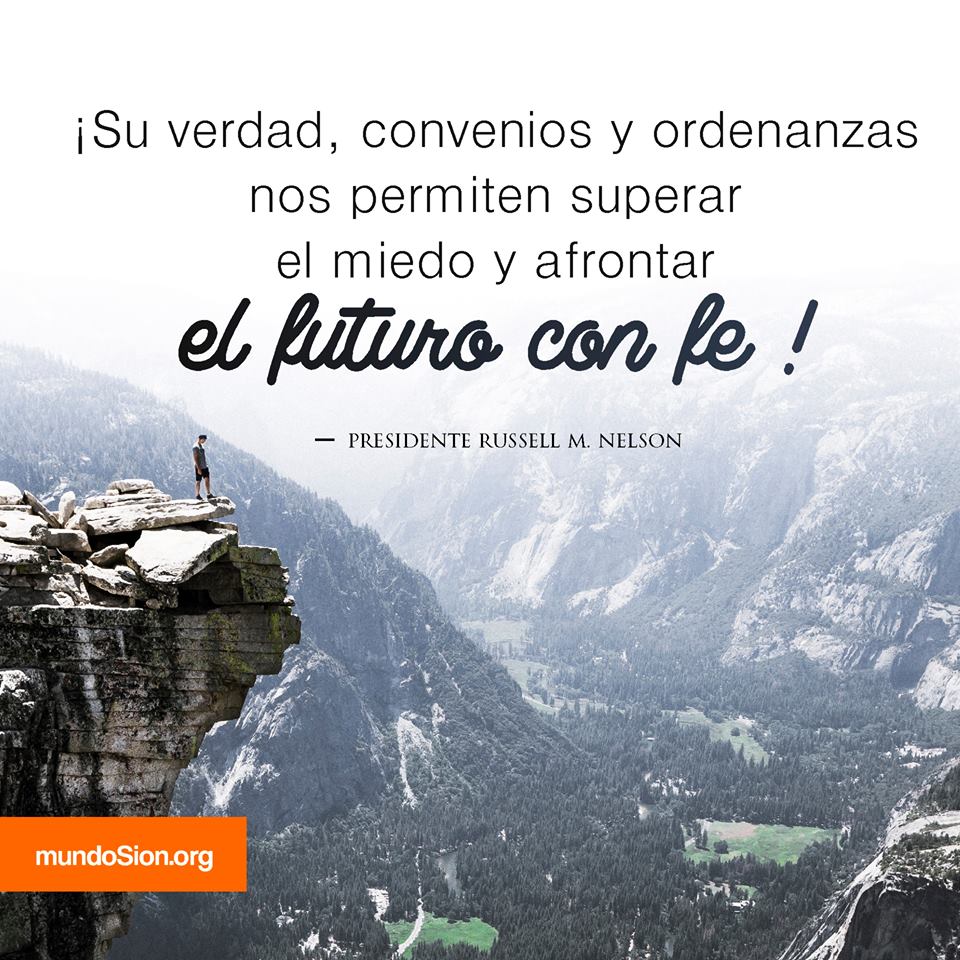 ¡Su verdad, convenios y ordenanzas
nos permiten superar
el miedo y afrontar
el futuro con fe !
— PRESIDENTE RUSSELL M. NELSON
mundoSion.org